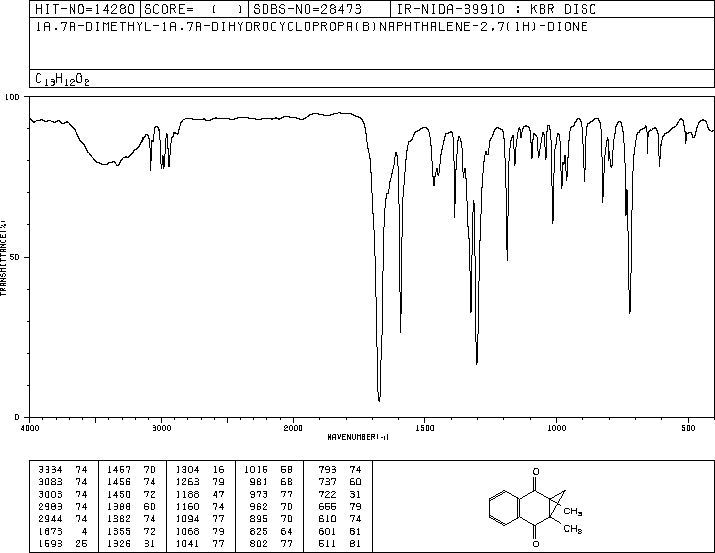 HIT-NO=14280 SCORE= ( ) SDBS-NO=28473 IR-NIDA-39910 : KBR DISC
1A,7A-DIMETHYL-1A,7A-DIHYDROCYCLOPROPA(B)NAPHTHALENE-2,7(1H)-DIONE
C13H12O2
100
50
0
TRANSMITTANCE(%)
4000 3000 2000 1500 1000 500
WAVENUMBER(-1)
3334 74 1467 70 1304 16 1016 58 793 74
3083 74 1456 74 1263 79 981 68 737 60
3003 74 1450 72 1188 47 973 77 722 31
2989 74 1388 60 1160 74 962 70 655 79
2944 74 1382 74 1094 77 895 70 610 74
1675 4 1355 72 1068 79 825 64 601 81
1593 25 1326 31 1041 77 802 77 511 81
O
CH3
CH3
O